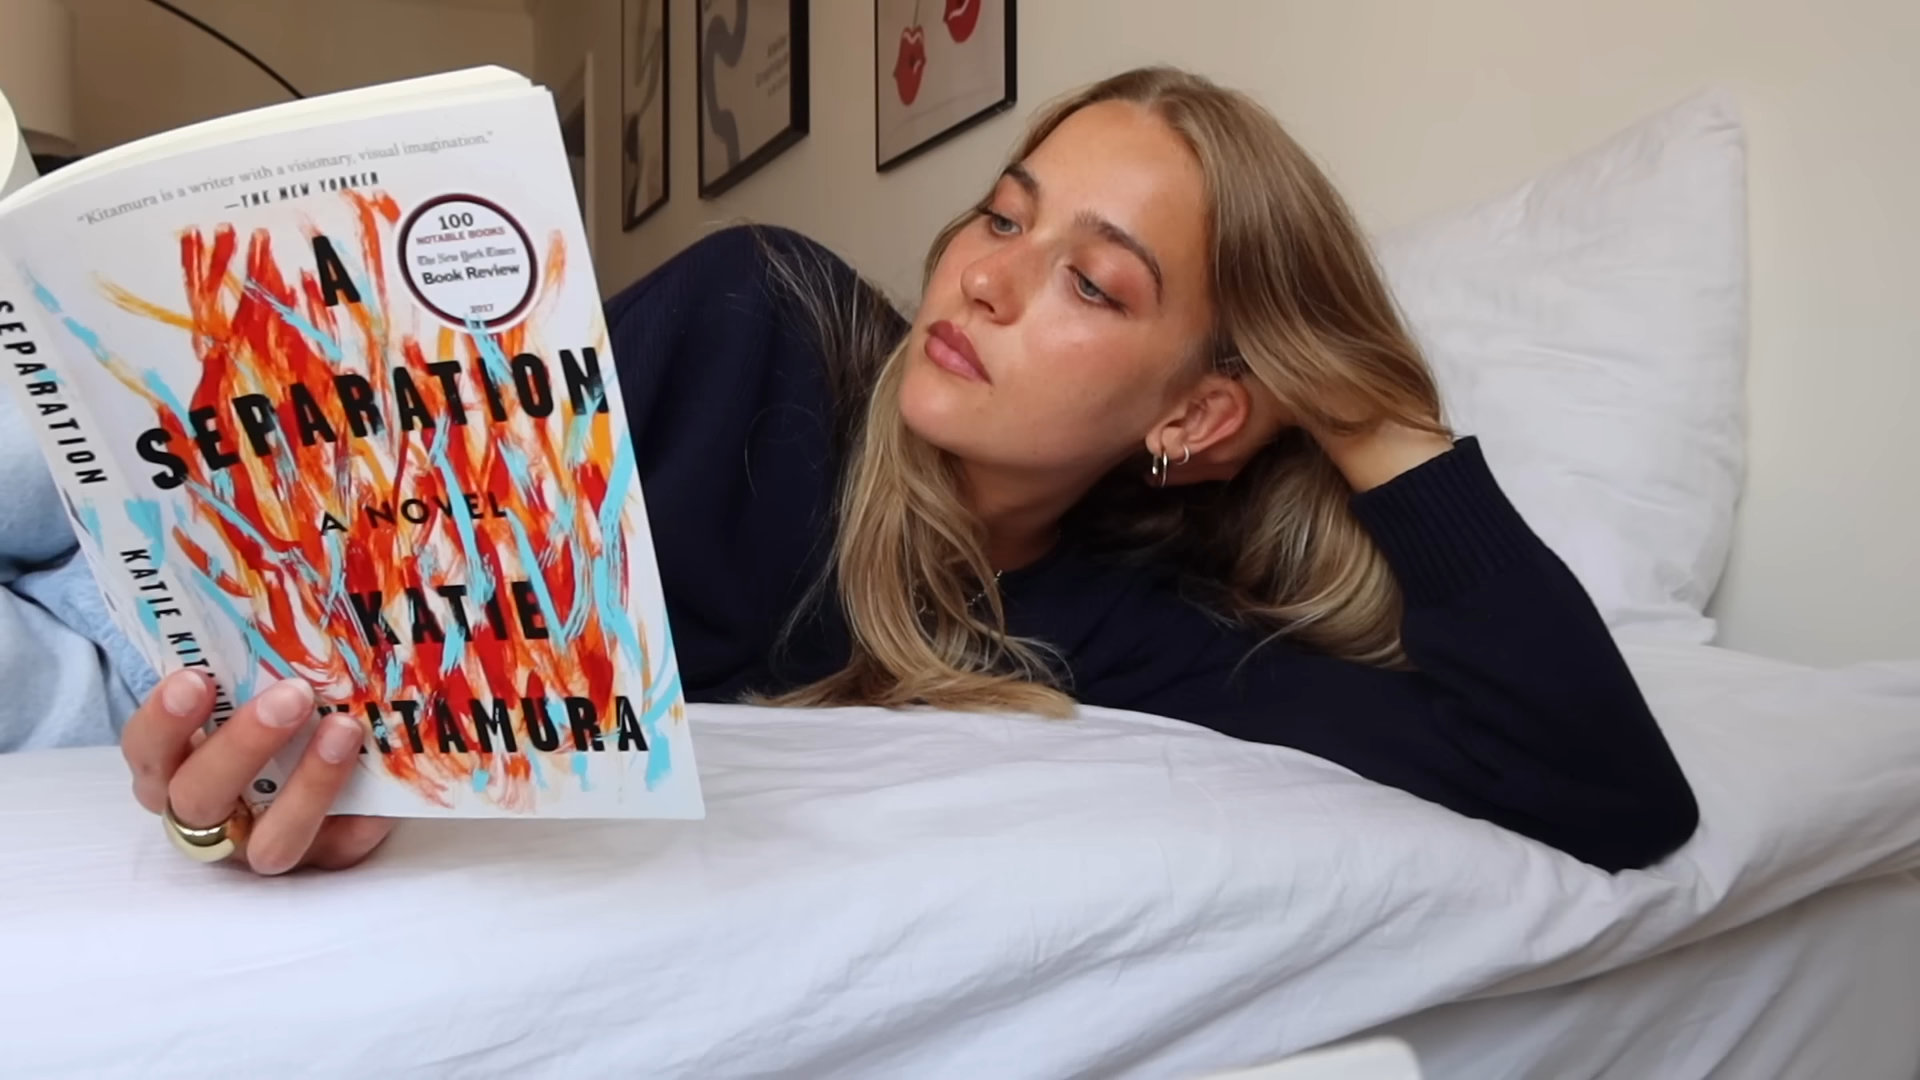 "Kitamura is a writer with a visionary, visual imagination."
—THE NEW YORKER
100
NOTABLE BOOKS
The New York Times
Book Review
2017
A
SEPARATION
A NOVEL
KATIE
KITAMURA
SEPARATION
KATIE KITAMURA